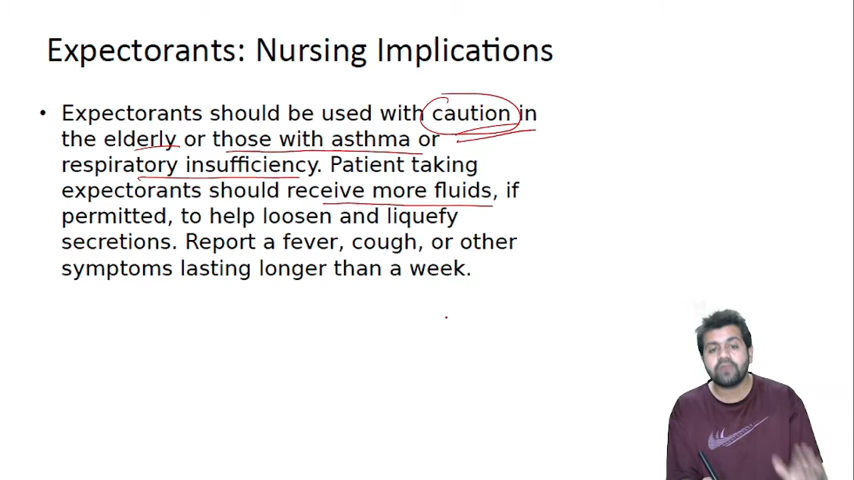 Expectorants: Nursing Implications
• Expectorants should be used with caution in
the elderly or those with asthma or
respiratory insufficiency. Patient taking
expectorants should receive more fluids, if
permitted, to help loosen and liquefy
secretions. Report a fever, cough, or other
symptoms lasting longer than a week.